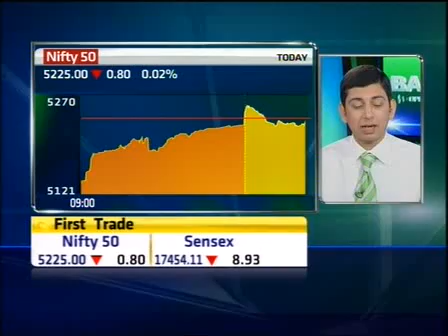 Nifty 50
TODAY
5225.00 ▼ 0.80 0.02%
5270
5121
09:00
BA
First Trade
Nifty 50 Sensex
5225.00 ▼ 0.80 17454.11 ▼ 8.93